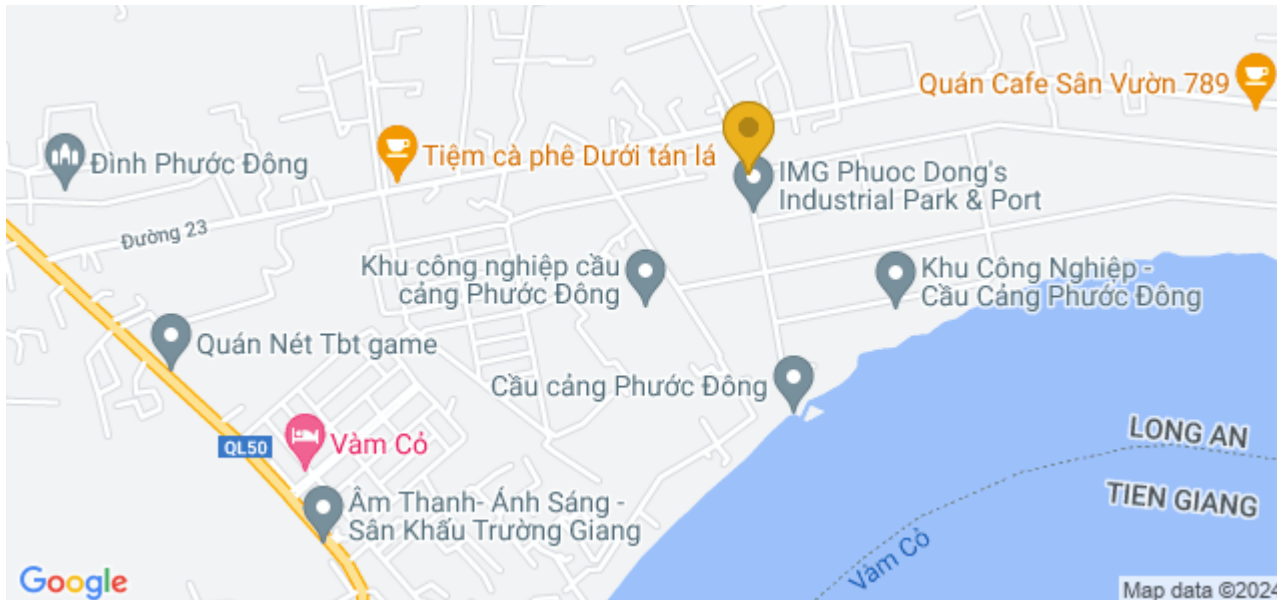 Quán Cafe Sân Vườn 789
Đình Phước Đông
Tiệm cà phê Dưới tán lá
IMG Phuoc Dong's
Industrial Park & Port
Đường 23
Khu công nghiệp cầu
cảng Phước Đông
Khu Công Nghiệp -
Cầu Cảng Phước Đông
Quán Nét Tbt game
Cầu cảng Phước Đông
LONG AN
QL50
Vàm Cỏ
TIEN GIANG
Âm Thanh- Ánh Sáng -
Sân Khấu Trường Giang
Vàm Cỏ
Google
Map data ©2024